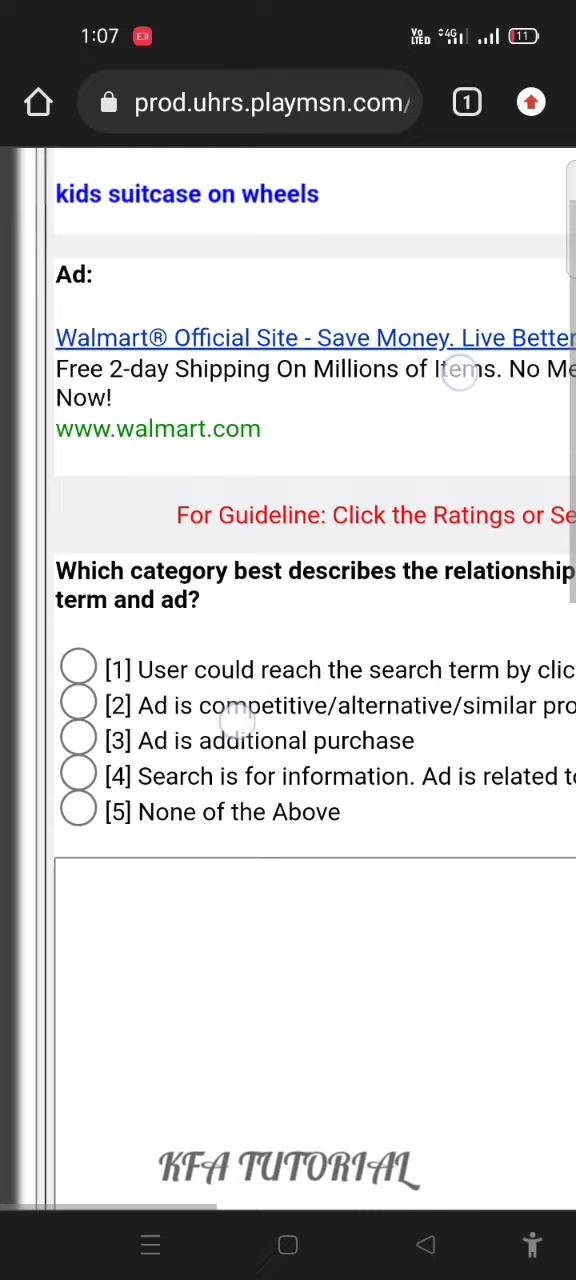 1:07
Vo LTED 4G 11
prod.uhrs.playmsn.com/
1
kids suitcase on wheels
Ad:
Walmart® Official Site - Save Money. Live Better
Free 2-day Shipping On Millions of Items. No Me
Now!
www.walmart.com
For Guideline: Click the Ratings or Se
Which category best describes the relationship
term and ad?
[1] User could reach the search term by clic
[2] Ad is competitive/alternative/similar pro
[3] Ad is additional purchase
[4] Search is for information. Ad is related to
[5] None of the Above
KFA TUTORIAL